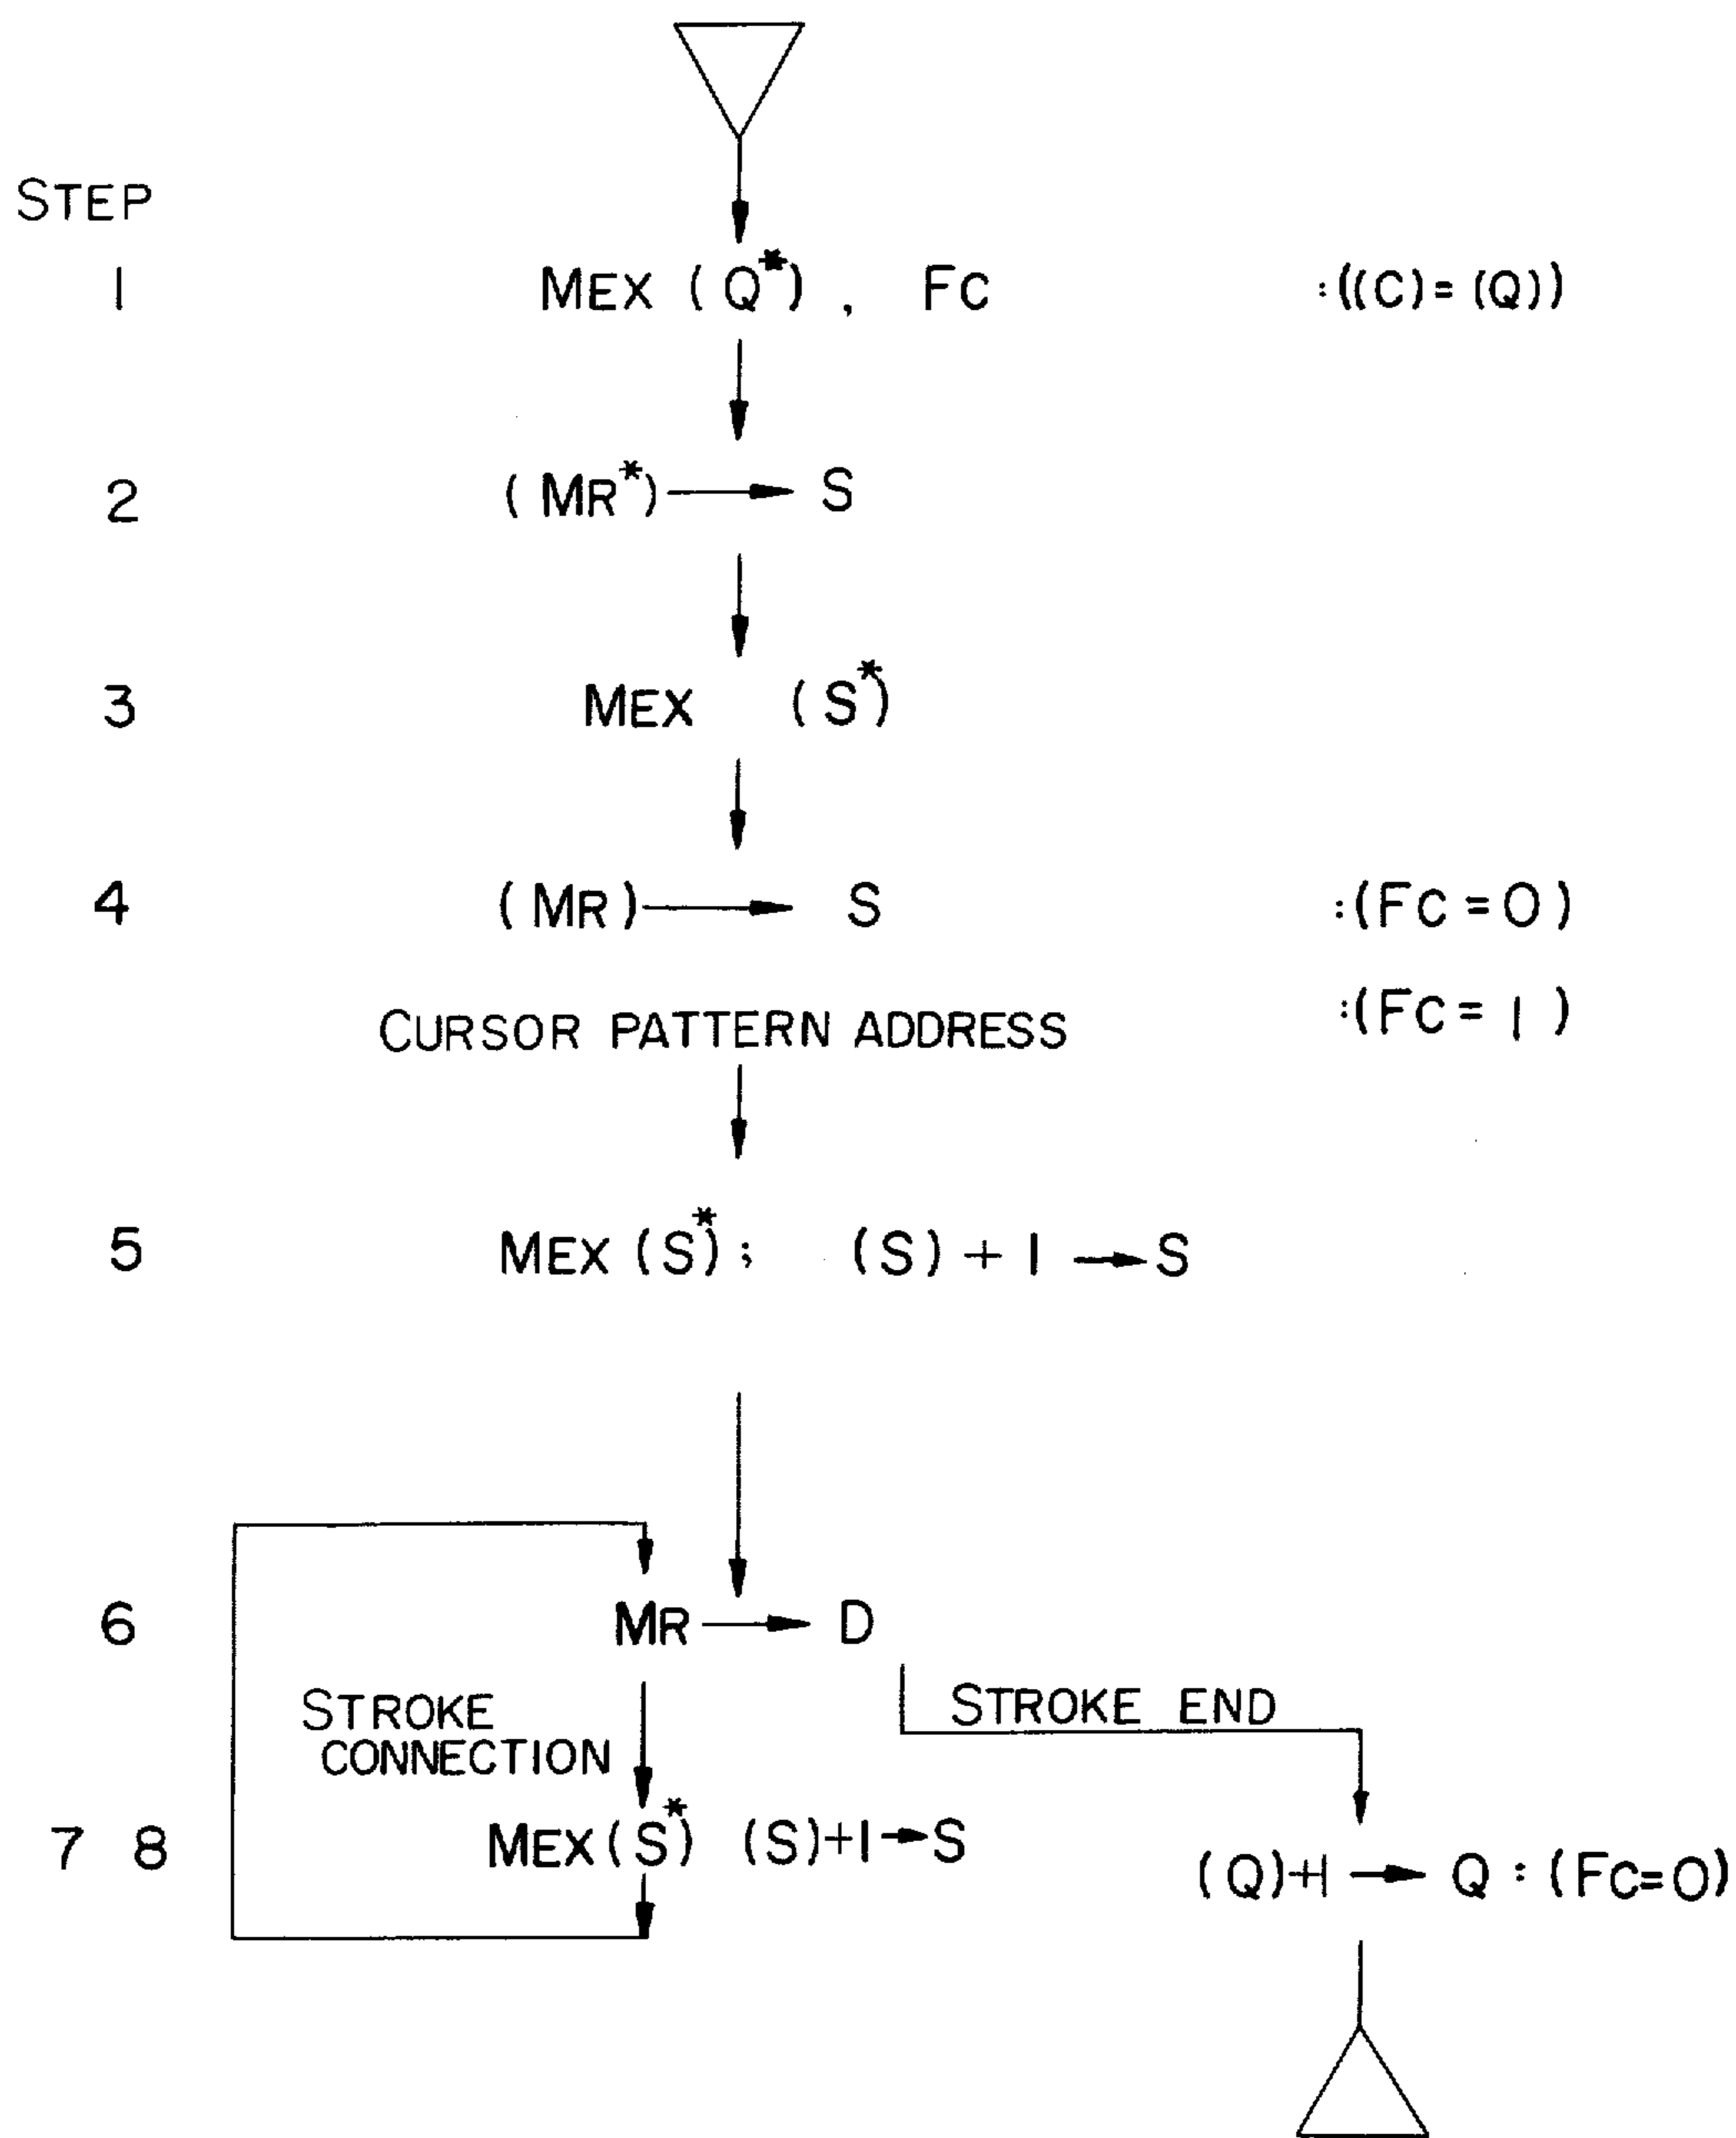 STEP
1 MEX (Q*), FC :((C)=(Q))
2 (MR*) → S
3 MEX (S*)
4 (MR) → S :(FC=0)
CURSOR PATTERN ADDRESS :(FC=1)
5 MEX (S*); (S)+1 → S
6 MR → D
STROKE END
STROKE
CONNECTION
7 8 MEX(S*) (S)+1→S
(Q)+1 → Q :(FC=0)